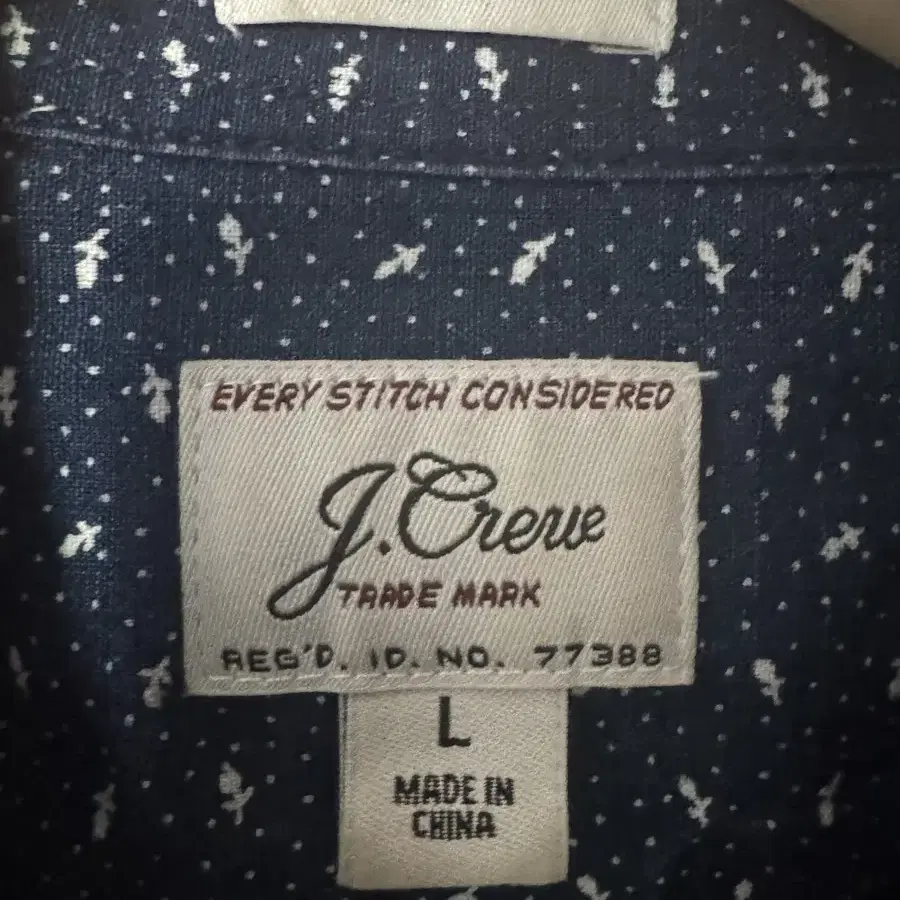 EVERY STITCH CONSIDERED
J.Crew
TRADE MARK
REG'D. ID. NO. 77388
L
MADE IN
CHINA